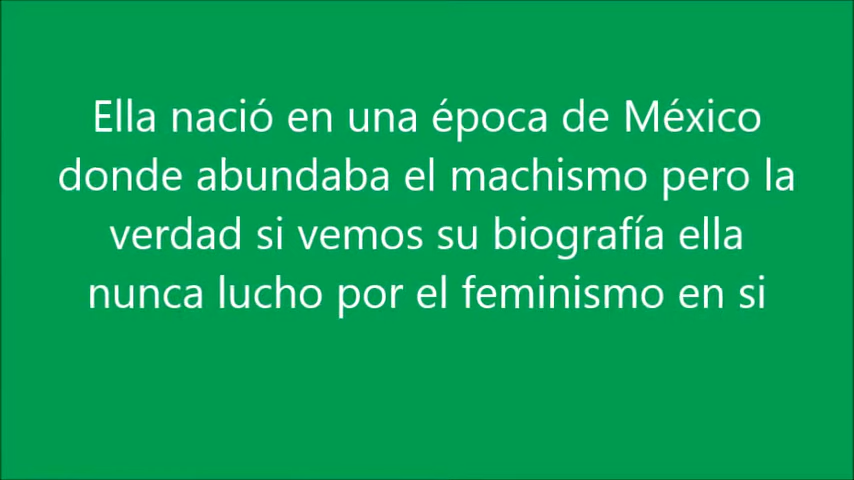 Ella nació en una época de México
donde abundaba el machismo pero la
verdad si vemos su biografía ella
nunca lucho por el feminismo en si